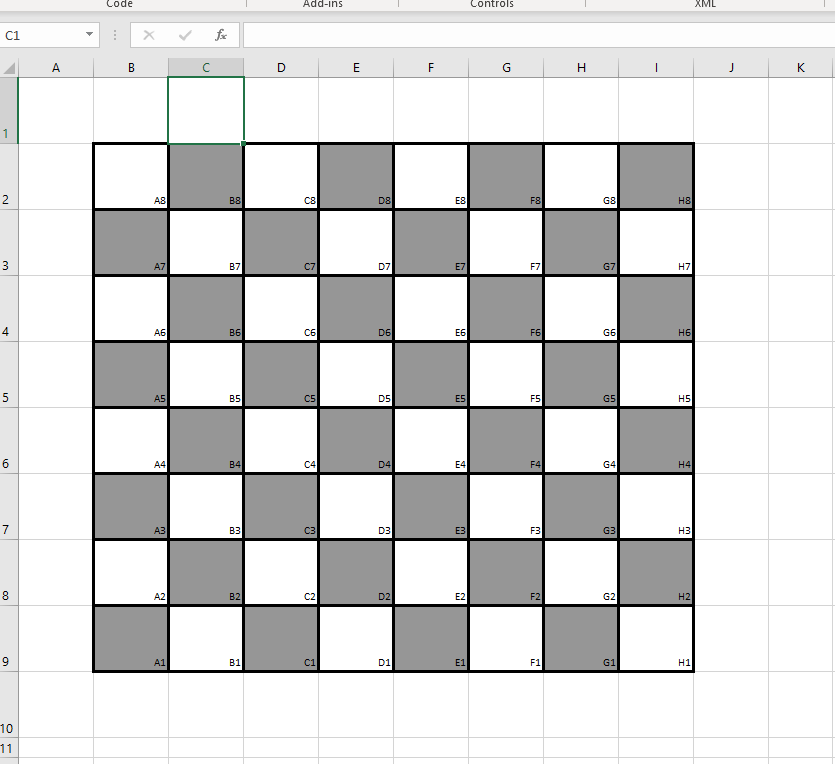 Code Add-ins Controls XML
C1 fx
A B C D E F G H I J K
1
2 A8 B8 C8 D8 E8 F8 G8 H8
3 A7 B7 C7 D7 E7 F7 G7 H7
4 A6 B6 C6 D6 E6 F6 G6 H6
5 A5 B5 C5 D5 E5 F5 G5 H5
6 A4 B4 C4 D4 E4 F4 G4 H4
7 A3 B3 C3 D3 E3 F3 G3 H3
8 A2 B2 C2 D2 E2 F2 G2 H2
9 A1 B1 C1 D1 E1 F1 G1 H1
10
11